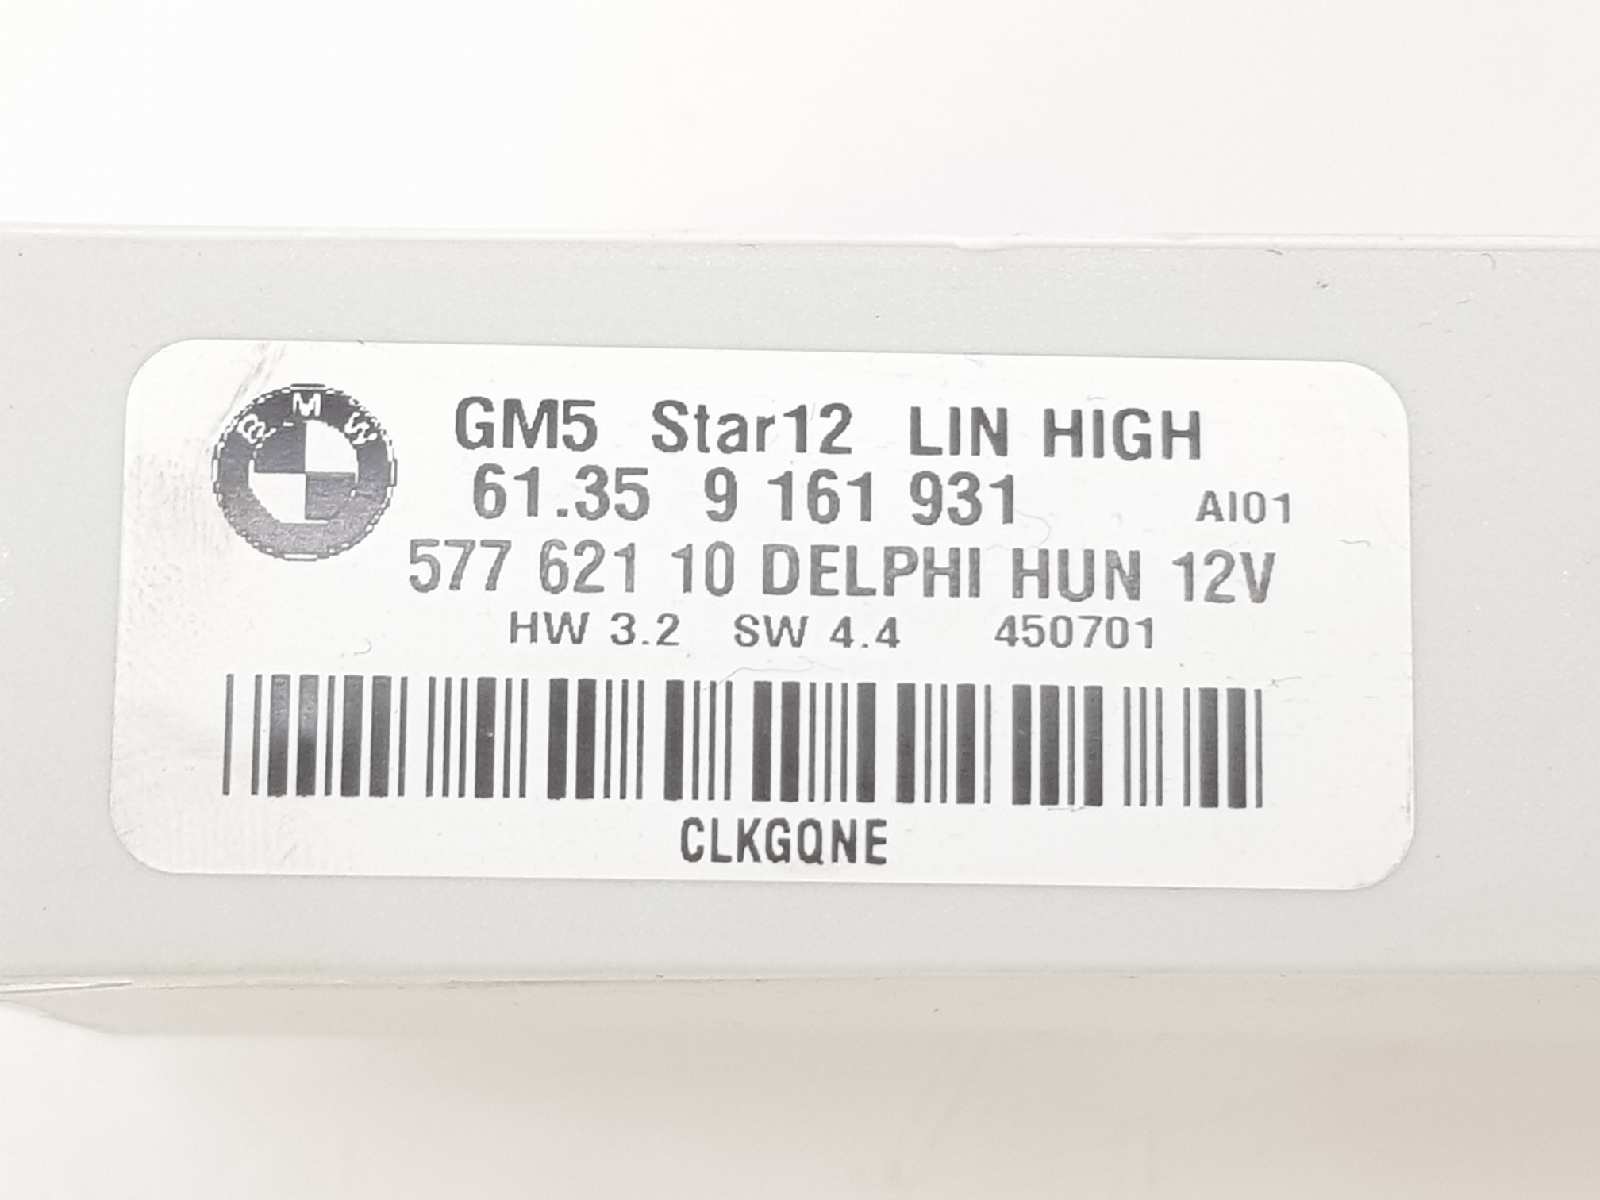 BMW
GM5 Star12 LIN HIGH
61.35 9 161 931 AI01
577 621 10 DELPHI HUN 12V
HW 3.2 SW 4.4 450701
CLKGQNE